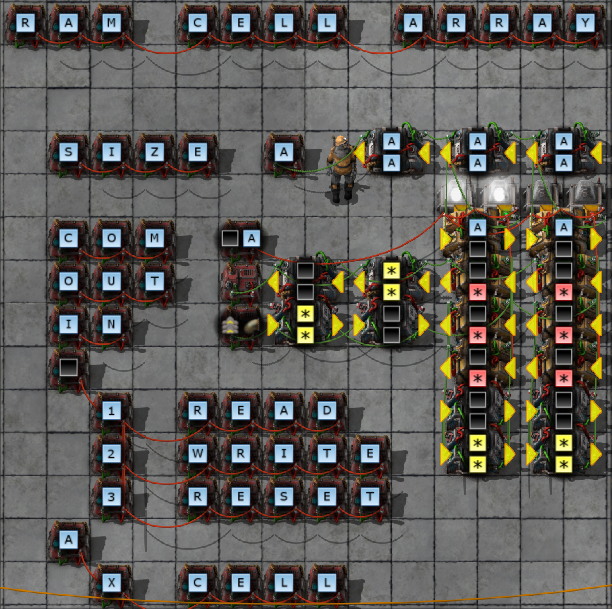 RAM CELL ARRAY
SIZE A A A A
A A A
COM A A A
OUT *
*
IN *
* *
* *
* *
1 READ
2 WRITE * *
* *
3 RESET
A
X CELL